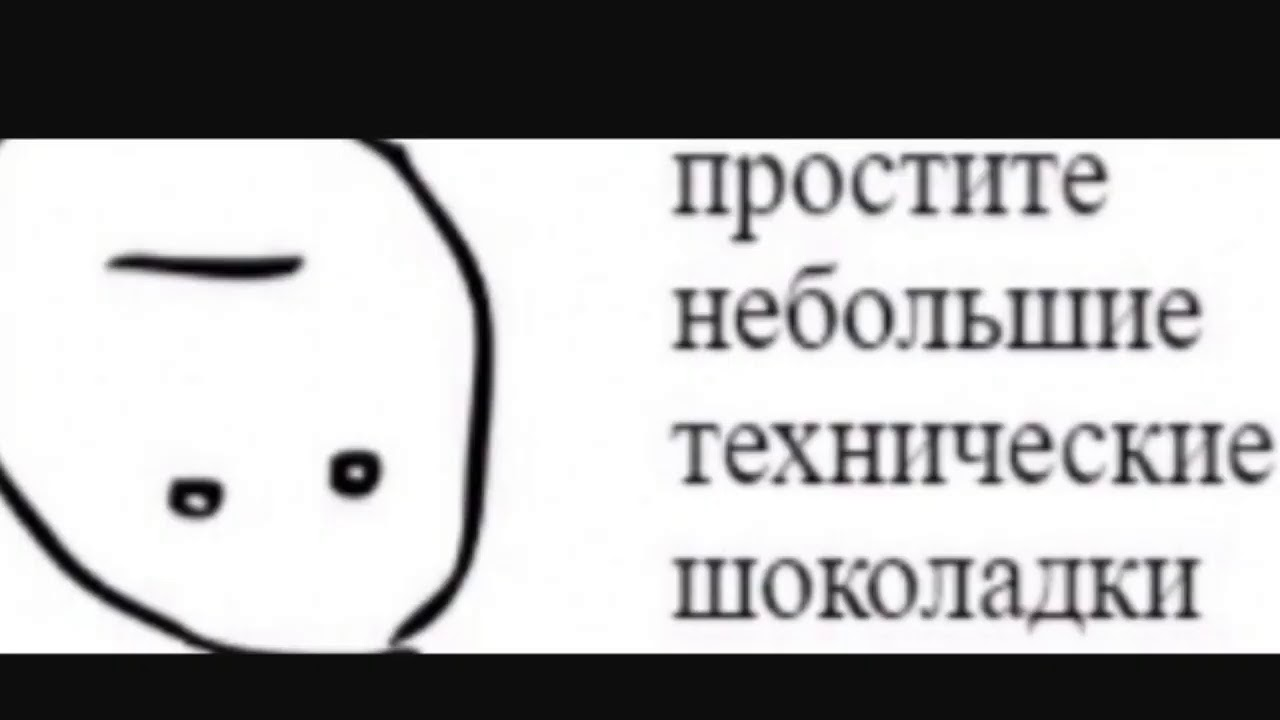 простите
небольшие
технические
шоколадки